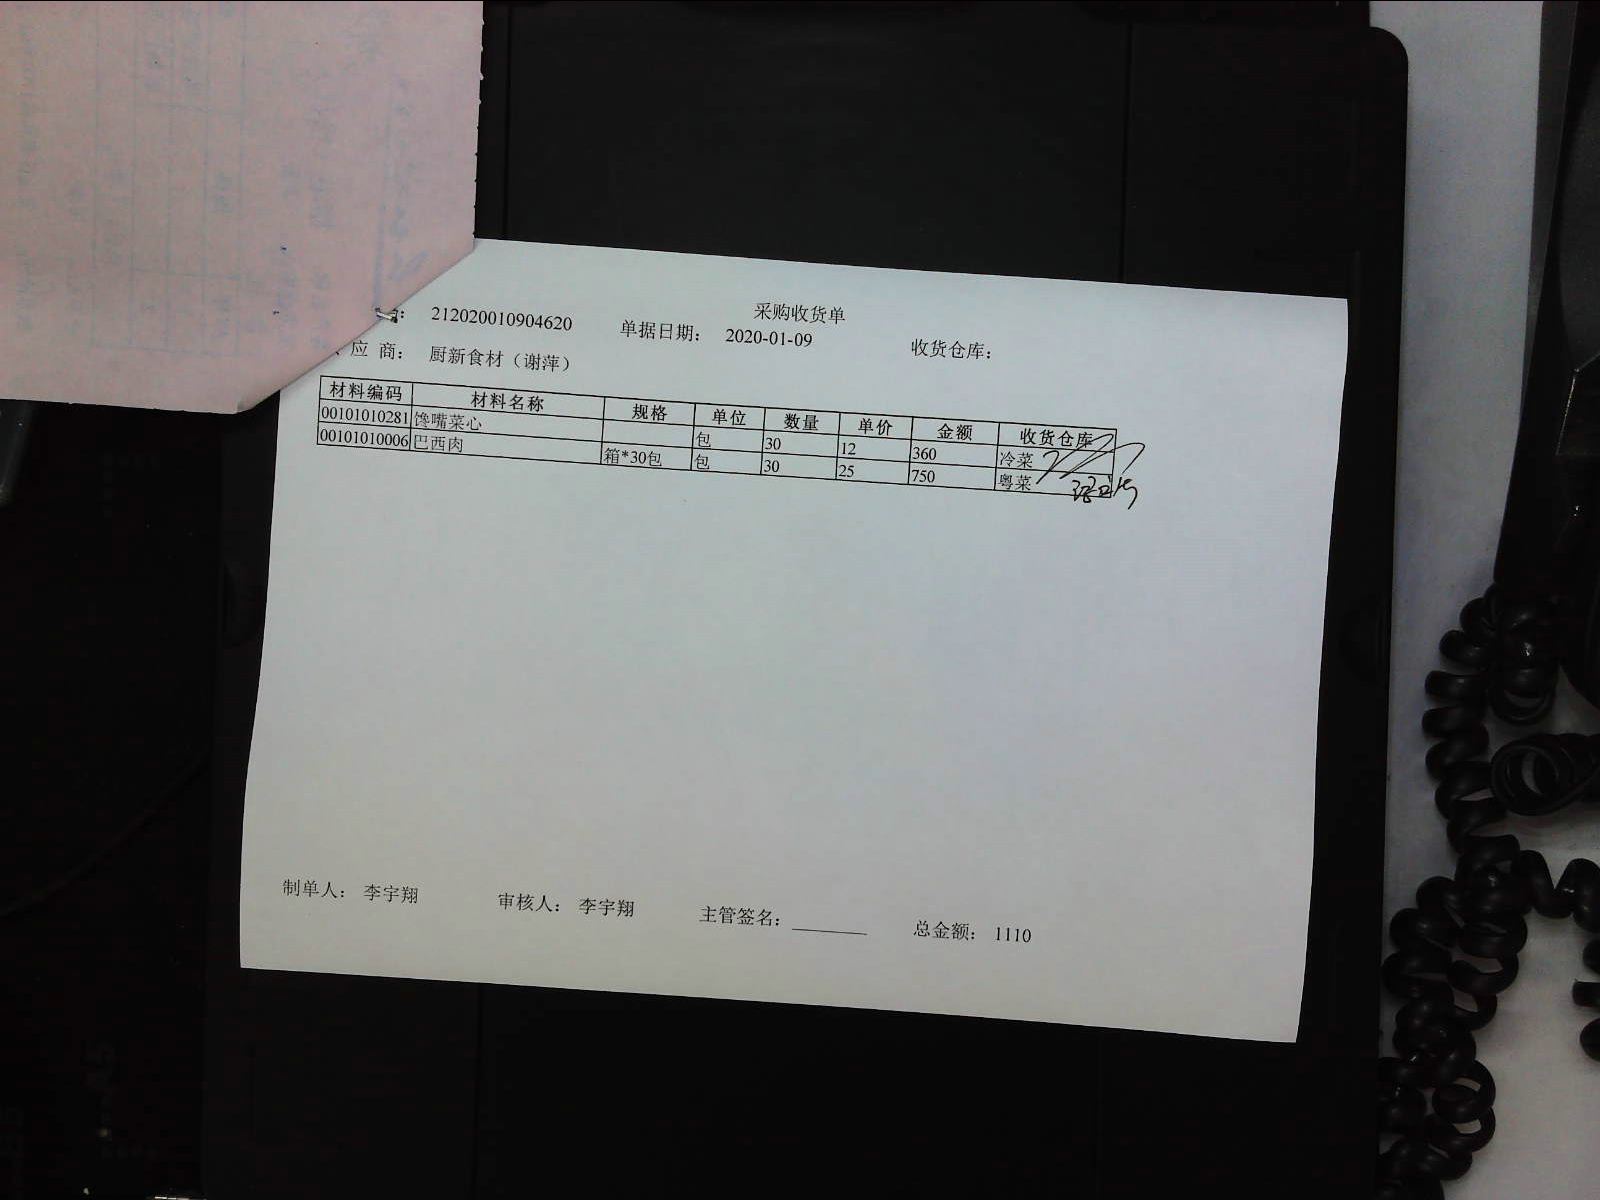 采购收货单
： 212020010904620 单据日期： 2020-01-09 收货仓库：
应 商： 厨新食材（谢萍）
材料编码 材料名称 规格 单位 数量 单价 金额 收货仓库
00101010281 馋嘴菜心 包 30 12 360 冷菜
00101010006 巴西肉 箱*30包 包 30 25 750 粤菜
制单人： 李宇翔 审核人： 李宇翔 主管签名：________ 总金额： 1110